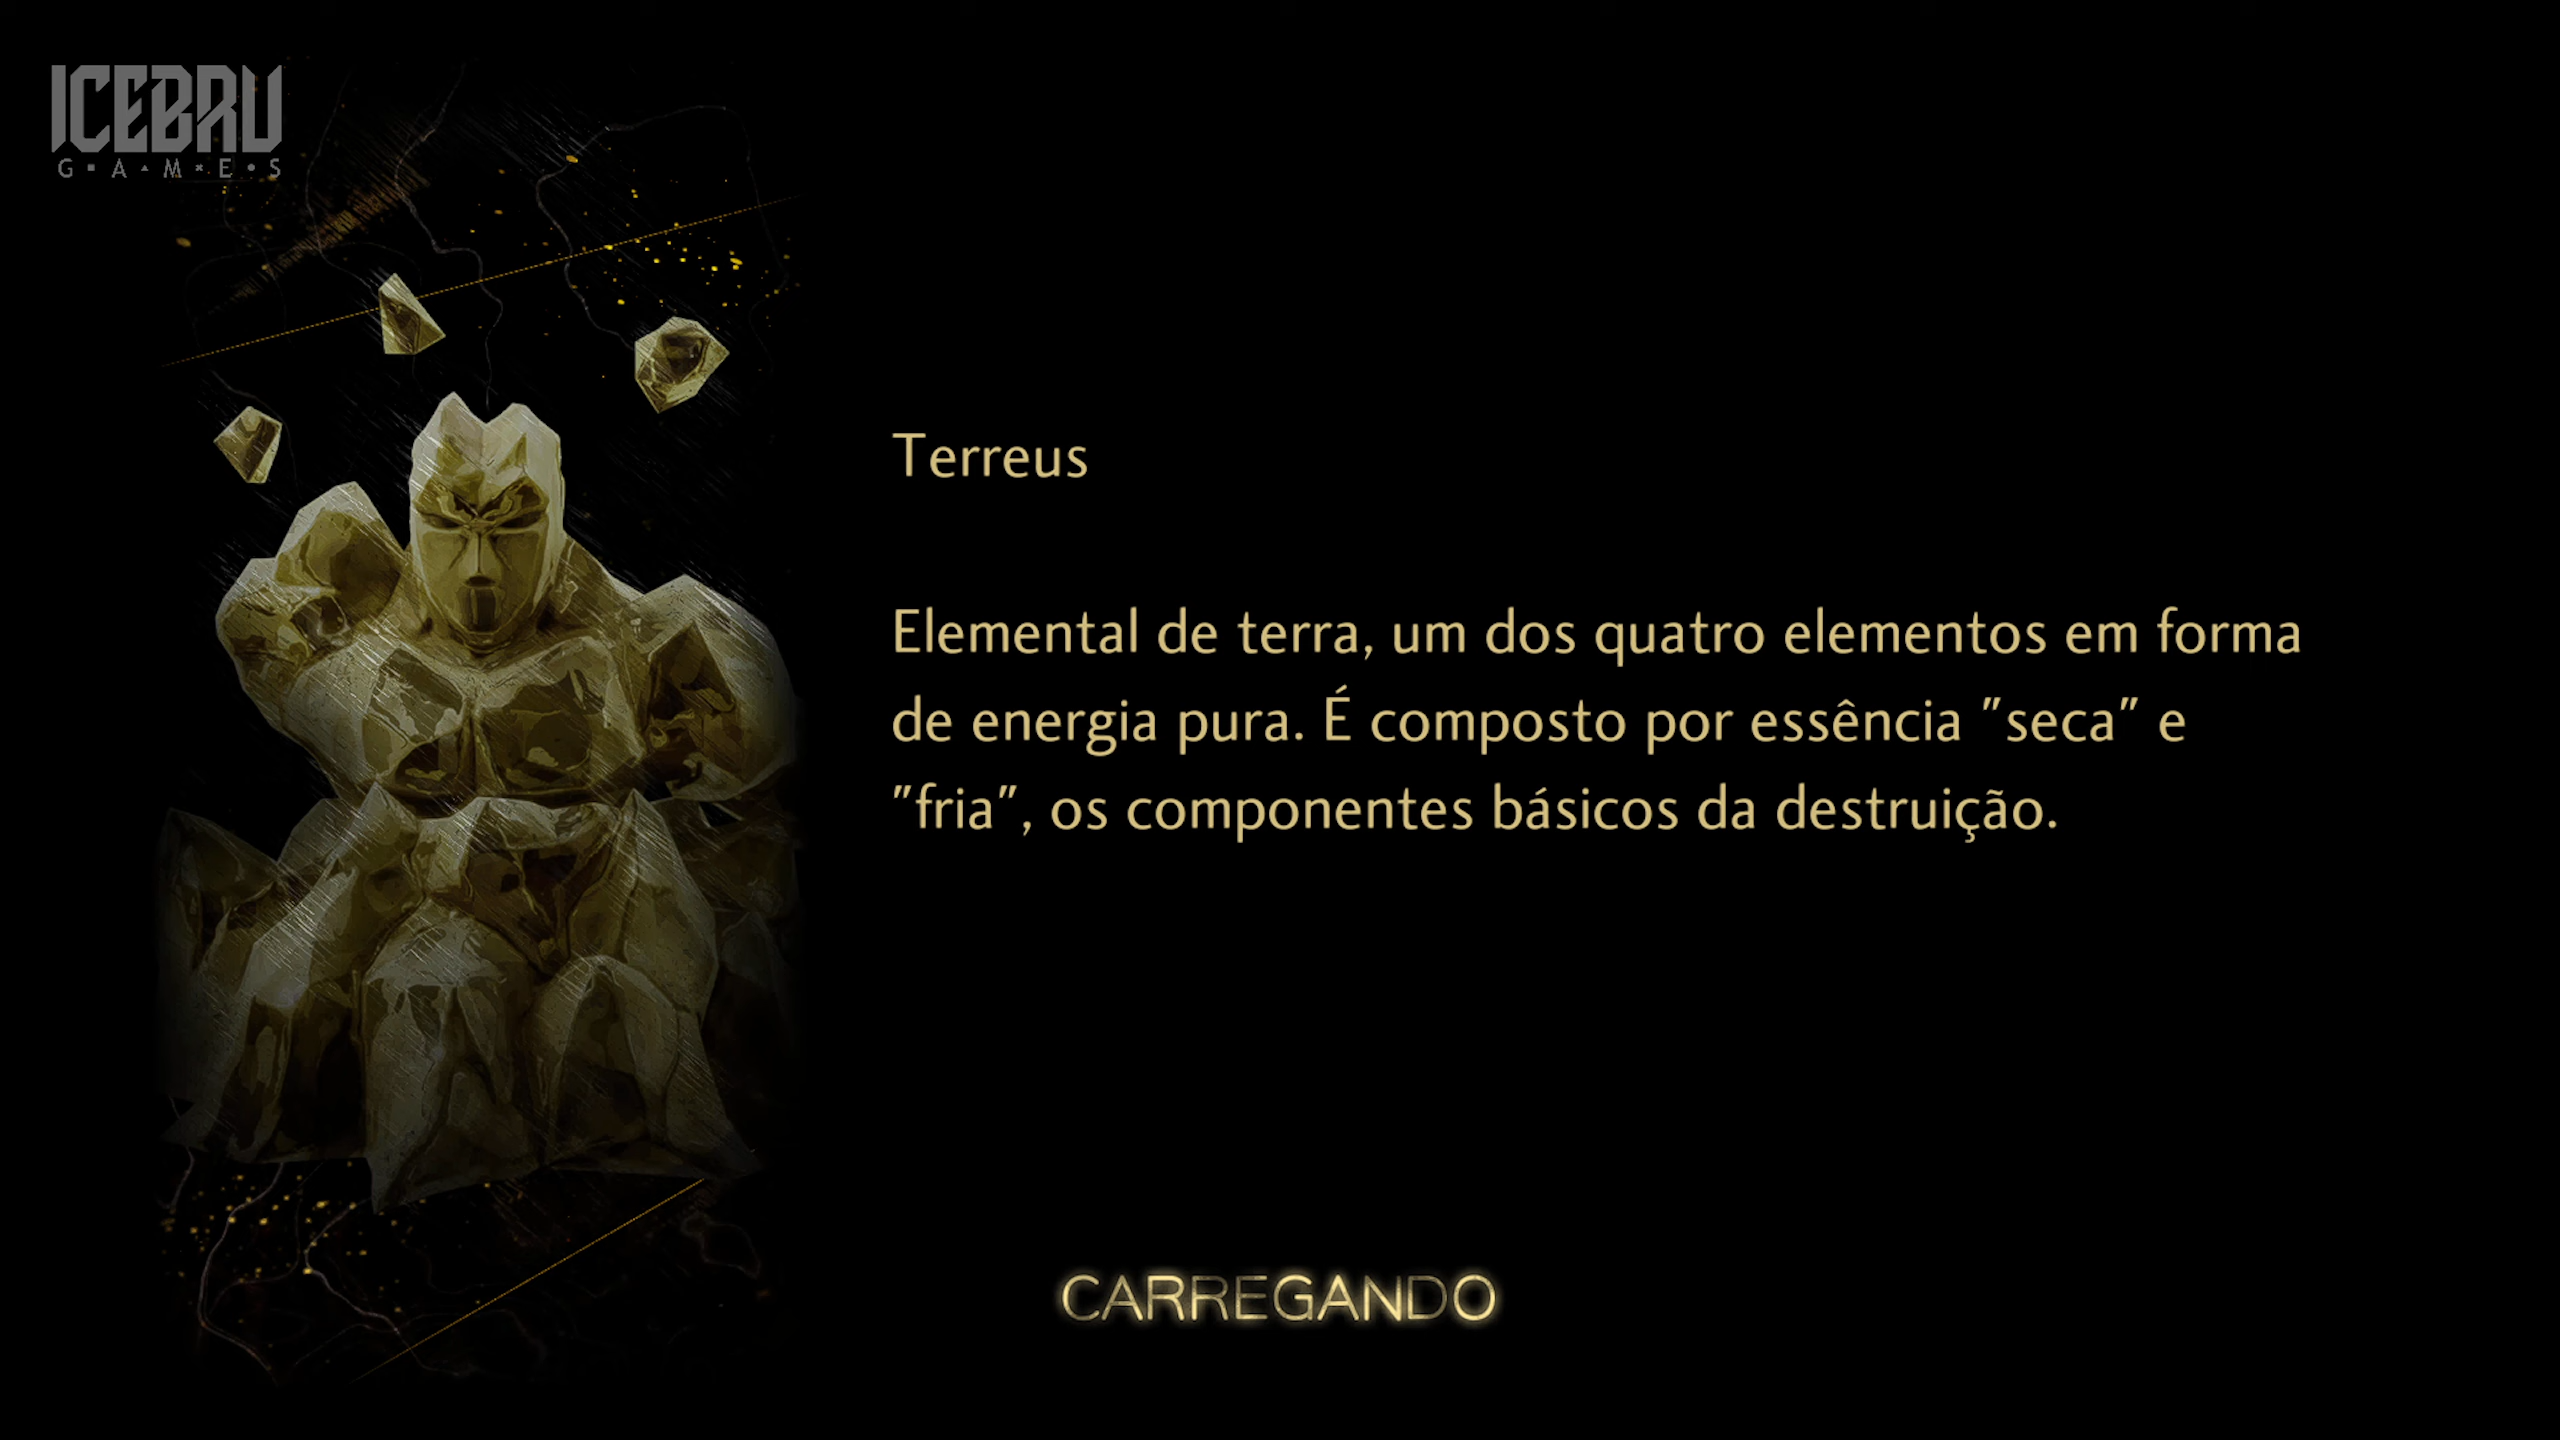 ICEBRU
G·A·M·E·S
Terreus
Elemental de terra, um dos quatro elementos em forma
de energia pura. É composto por essência "seca" e
"fria", os componentes básicos da destruição.
CARREGANDO